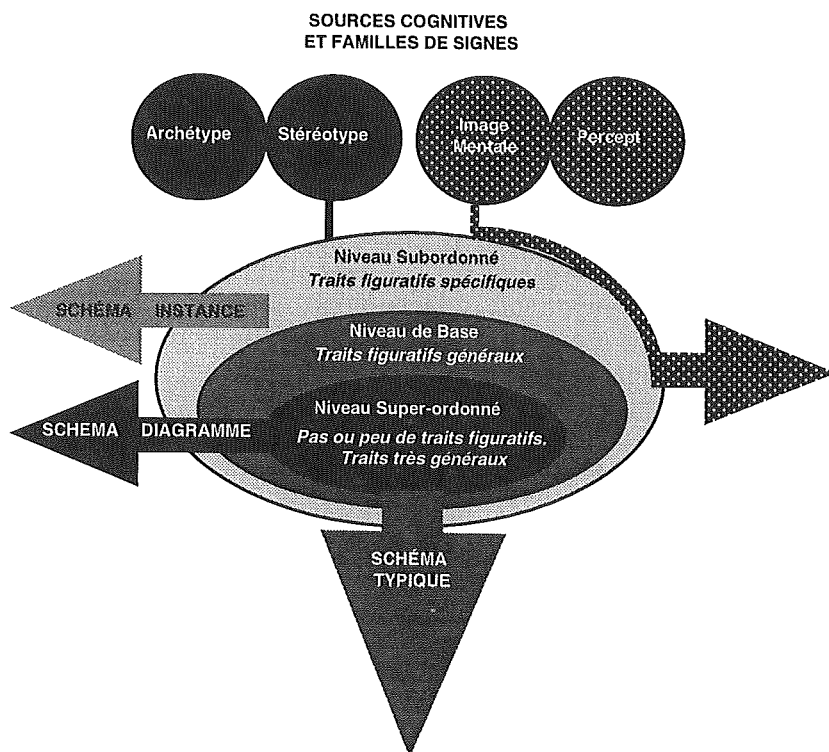 SOURCES COGNITIVES
ET FAMILLES DE SIGNES
Archétype
Stéréotype
Image
Mentale
Percept
Niveau Subordonné
Traits figuratifs spécifiques
SCHÉMA INSTANCE
Niveau de Base
Traits figuratifs généraux
Niveau Super-ordonné
SCHEMA DIAGRAMME
Pas ou peu de traits figuratifs.
Traits très généraux
SCHÉMA
TYPIQUE